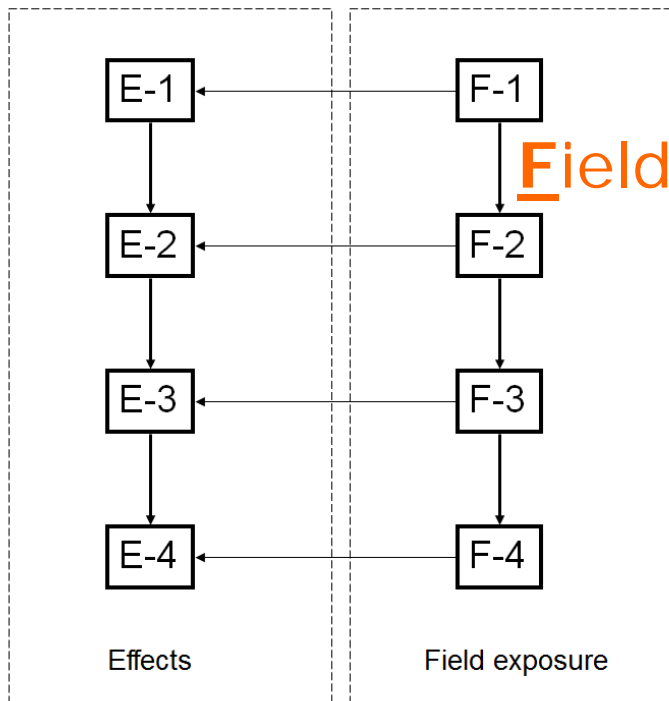 E-1
F-1
Field
E-2
F-2
E-3
F-3
E-4
F-4
Effects
Field exposure